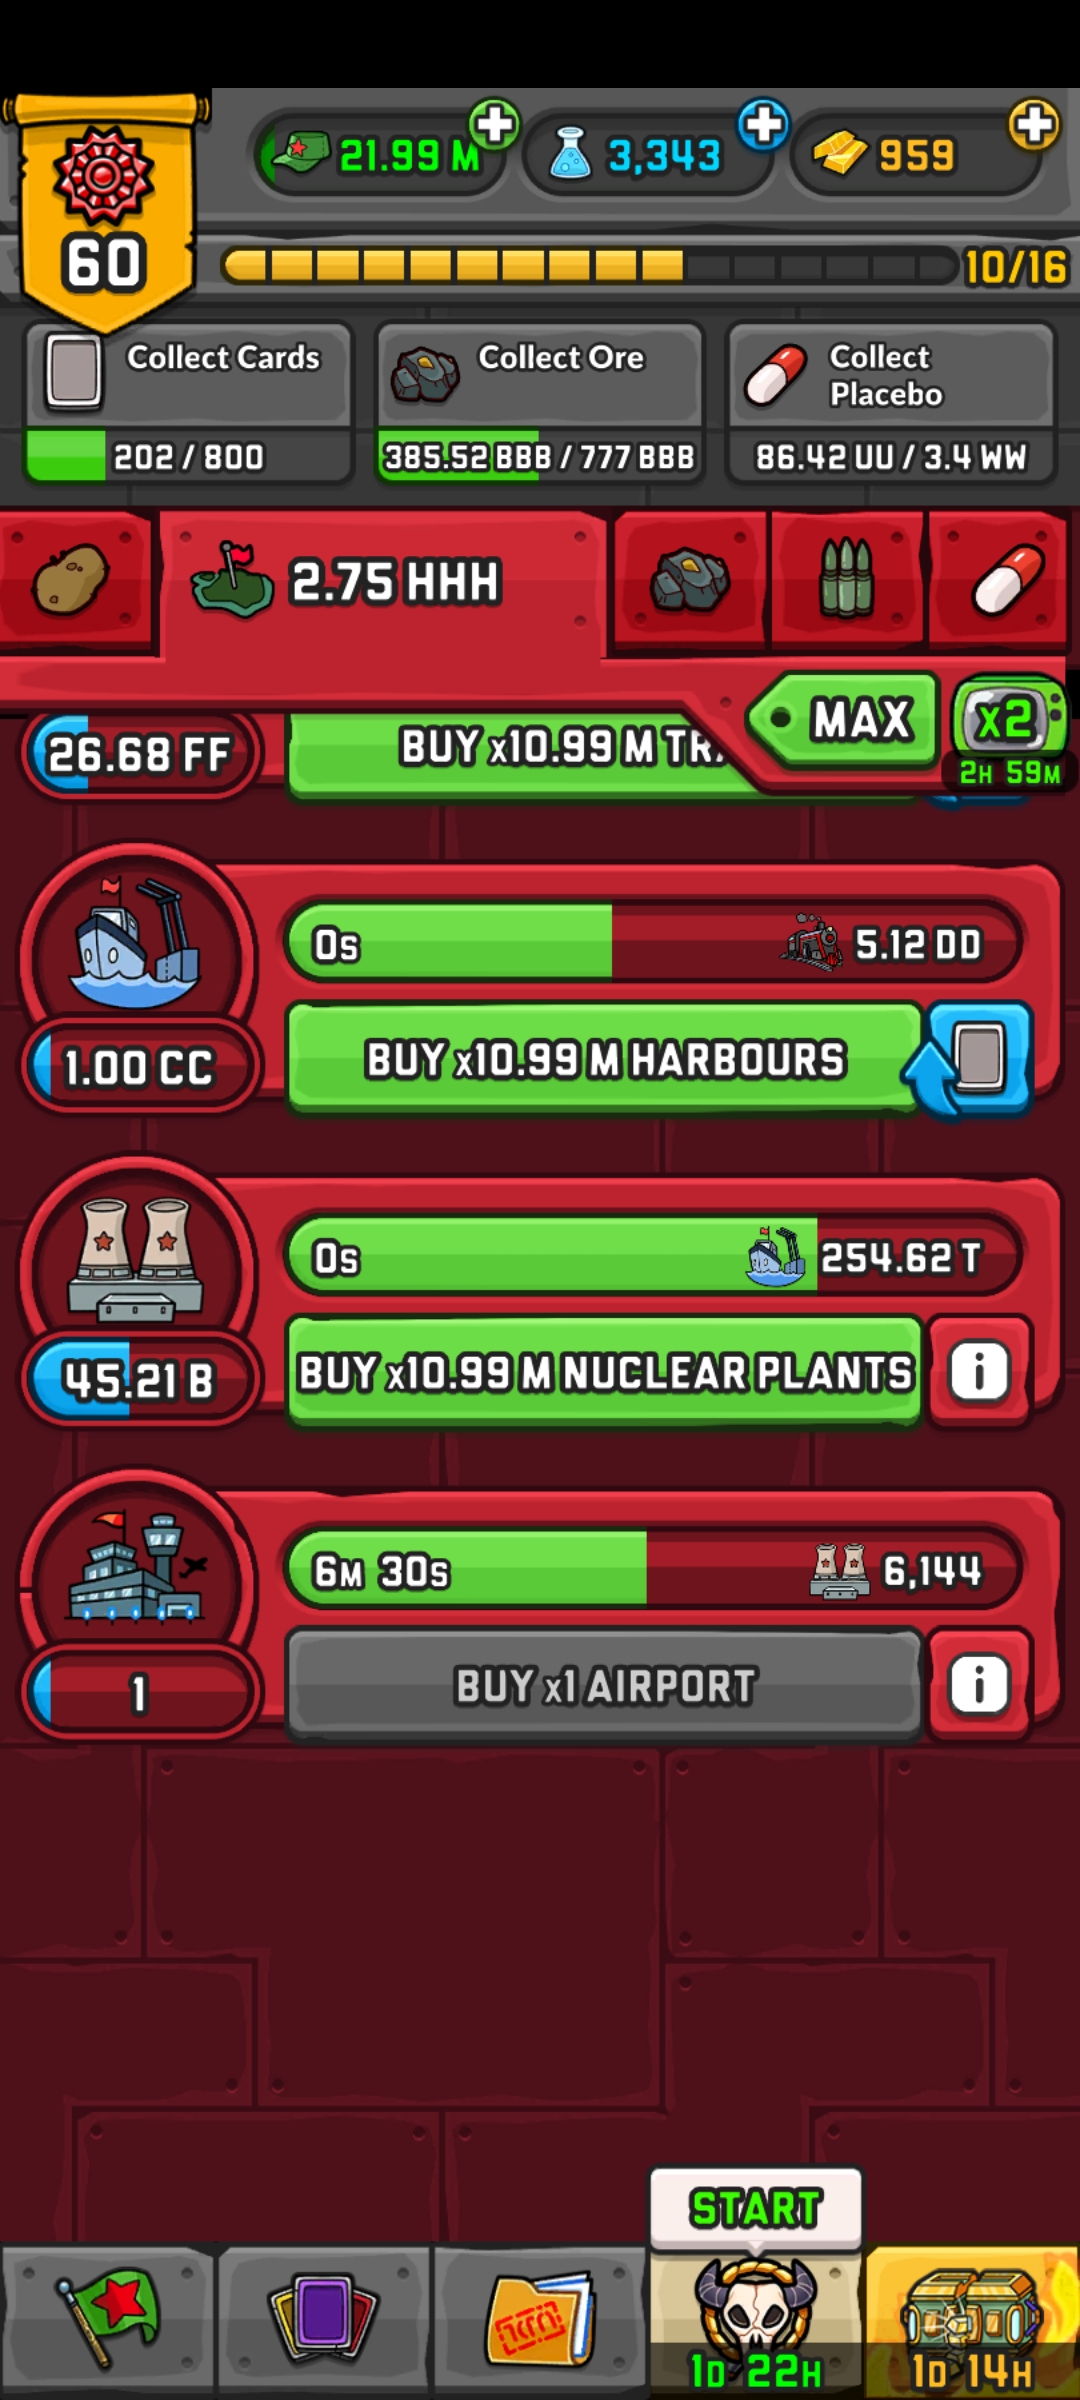 21.99 M
3,343
959
60
10/16
Collect Cards
202 / 800
Collect Ore
385.52 BBB / 777 BBB
Collect
Placebo
86.42 UU / 3.4 WW
2.75 HHH
MAX
x2
2H 59M
26.68 FF
BUY x10.99 M TRA
0s
5.12 DD
1.00 CC
BUY x10.99 M HARBOURS
0s
254.62 T
45.21 B
BUY x10.99 M NUCLEAR PLANTS
i
6M 30s
6,144
1
BUY x1 AIRPORT
i
START
1D 22H
1D 14H